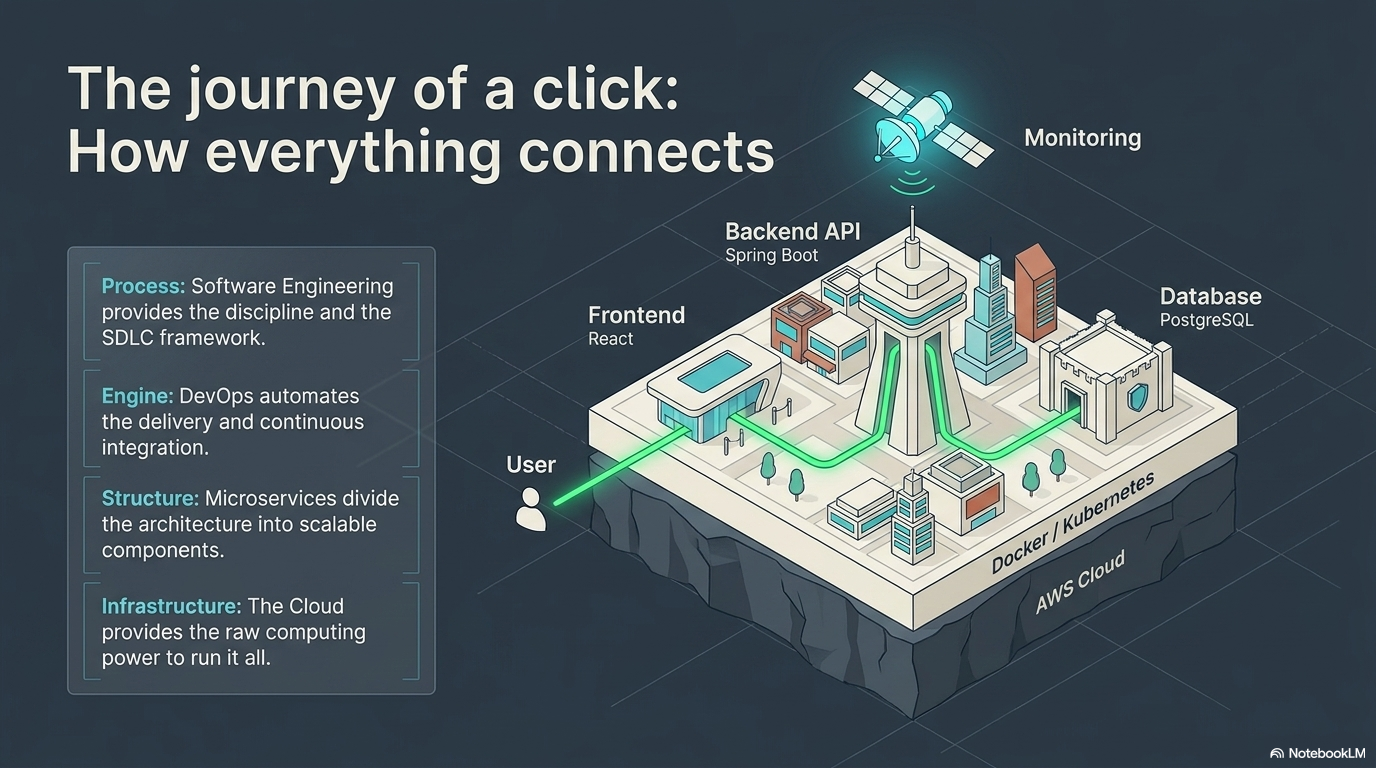 The journey of a click:
How everything connects
Process: Software Engineering
provides the discipline and the
SDLC framework.
Engine: DevOps automates
the delivery and continuous
integration.
Structure: Microservices divide
the architecture into scalable
components.
Infrastructure: The Cloud
provides the raw computing
power to run it all.
Monitoring
Backend API
Spring Boot
Frontend
React
Database
PostgreSQL
User
Docker / Kubernetes
AWS Cloud
NotebookLM